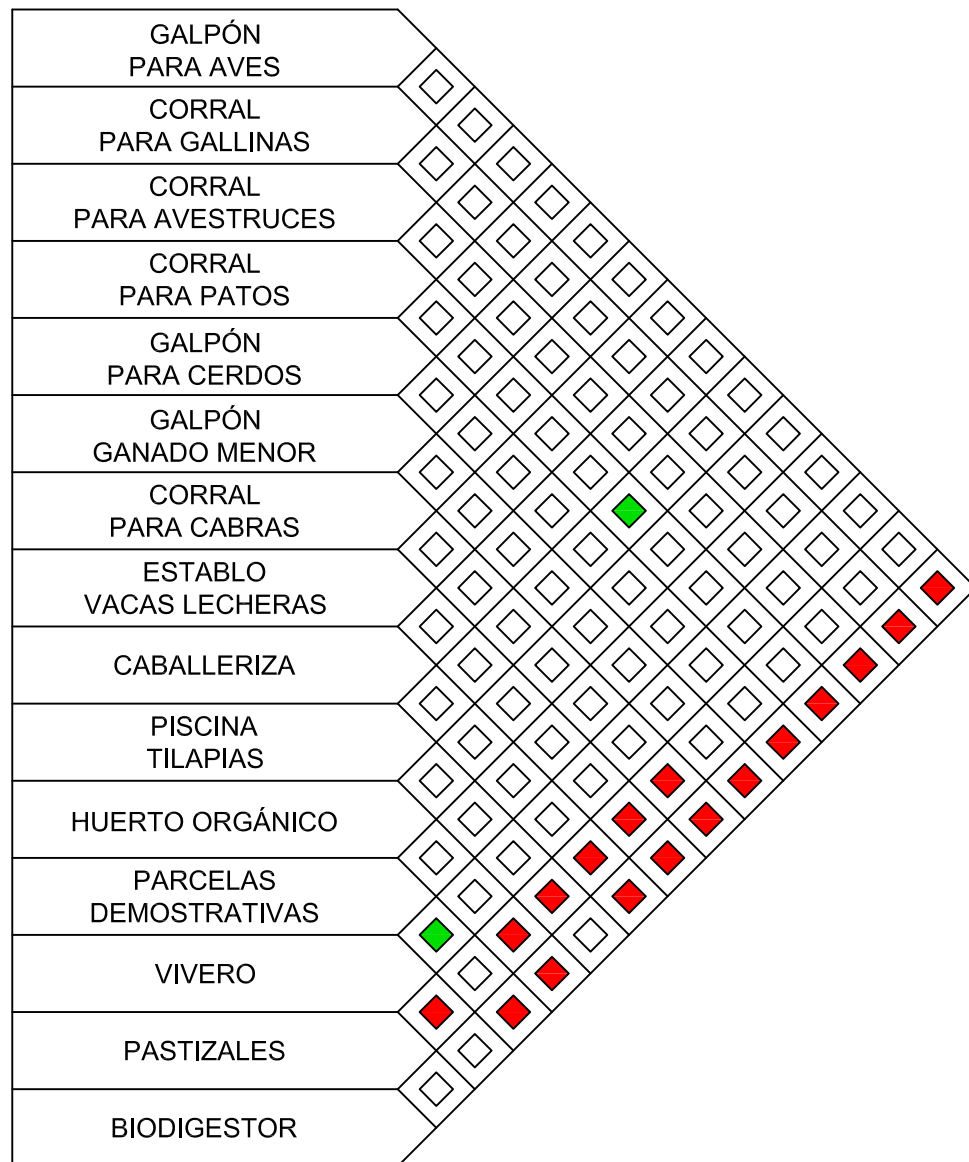 GALPÓN
PARA AVES
CORRAL
PARA GALLINAS
CORRAL
PARA AVESTRUCES
CORRAL
PARA PATOS
GALPÓN
PARA CERDOS
GALPÓN
GANADO MENOR
CORRAL
PARA CABRAS
ESTABLO
VACAS LECHERAS
CABALLERIZA
PISCINA
TILAPIAS
HUERTO ORGÁNICO
PARCELAS
DEMOSTRATIVAS
VIVERO
PASTIZALES
BIODIGESTOR